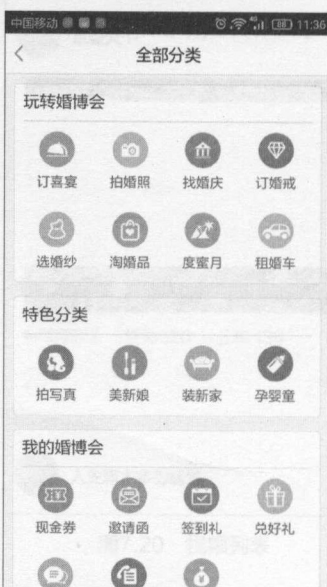 中国移动 4G 88 11:36
全部分类
玩转婚博会
订喜宴 拍婚照 找婚庆 订婚戒
选婚纱 淘婚品 度蜜月 租婚车
特色分类
拍写真 美新娘 装新家 孕婴童
我的婚博会
现金券 邀请函 签到礼 兑好礼